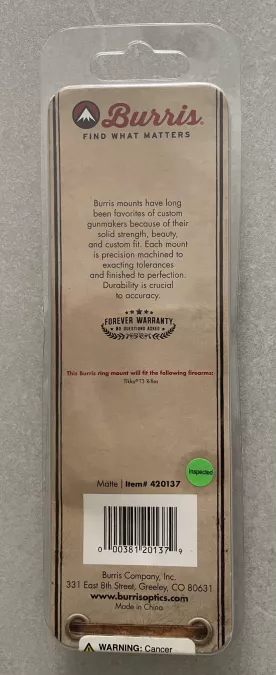 Burris.
FIND WHAT MATTERS
Burris mounts have long
been favorites of custom
gunmakers because of their
solid strength, beauty,
and custom fit. Each mount
is precision machined to
exacting tolerances
and finished to perfection.
Durability is crucial
to accuracy.
FOREVER WARRANTY
NO QUESTIONS ASKED
This Burris ring mount will fit the following firearms:
Tikka® T3 Rifles
Inspected
Matte | Item# 420137
0 00381 20137 9
Burris Company, Inc.
331 East 8th Street, Greeley, CO 80631
www.burrisoptics.com
Made in China
WARNING: Cancer